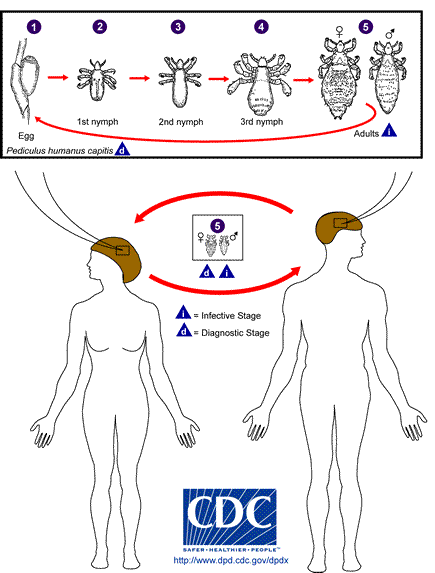 1 2 3 4 5
♀ ♂
Egg 1st nymph 2nd nymph 3rd nymph Adults i
Pediculus humanus capitis d
5
♀ ♂
d i
i = Infective Stage
d = Diagnostic Stage
CDC
SAFER·HEALTHIER·PEOPLE™
http://www.dpd.cdc.gov/dpdx